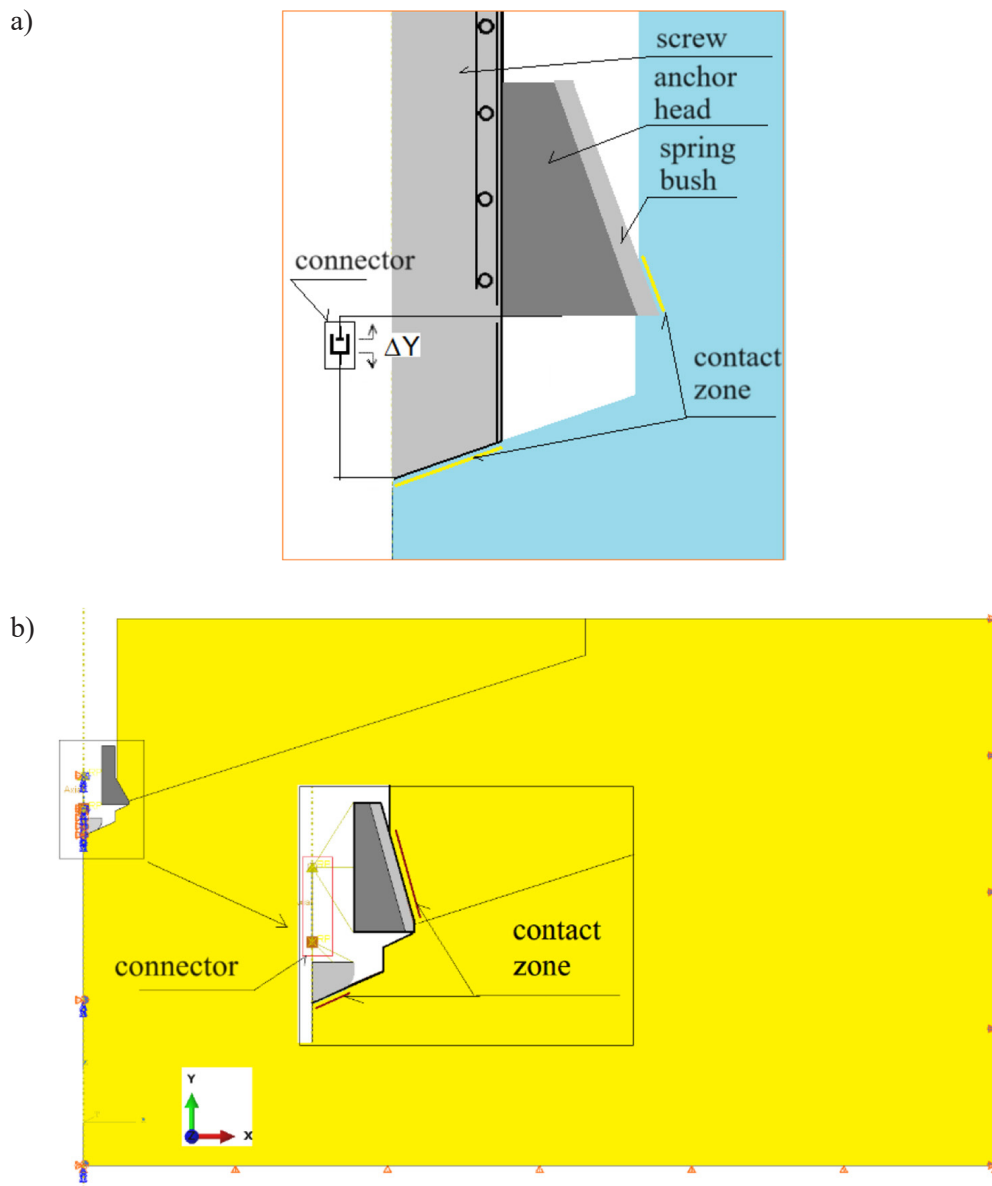 a)
screw
anchor
head
spring
bush
connector
ΔY
contact
zone
b)
contact
zone
connector
Y
Z
X